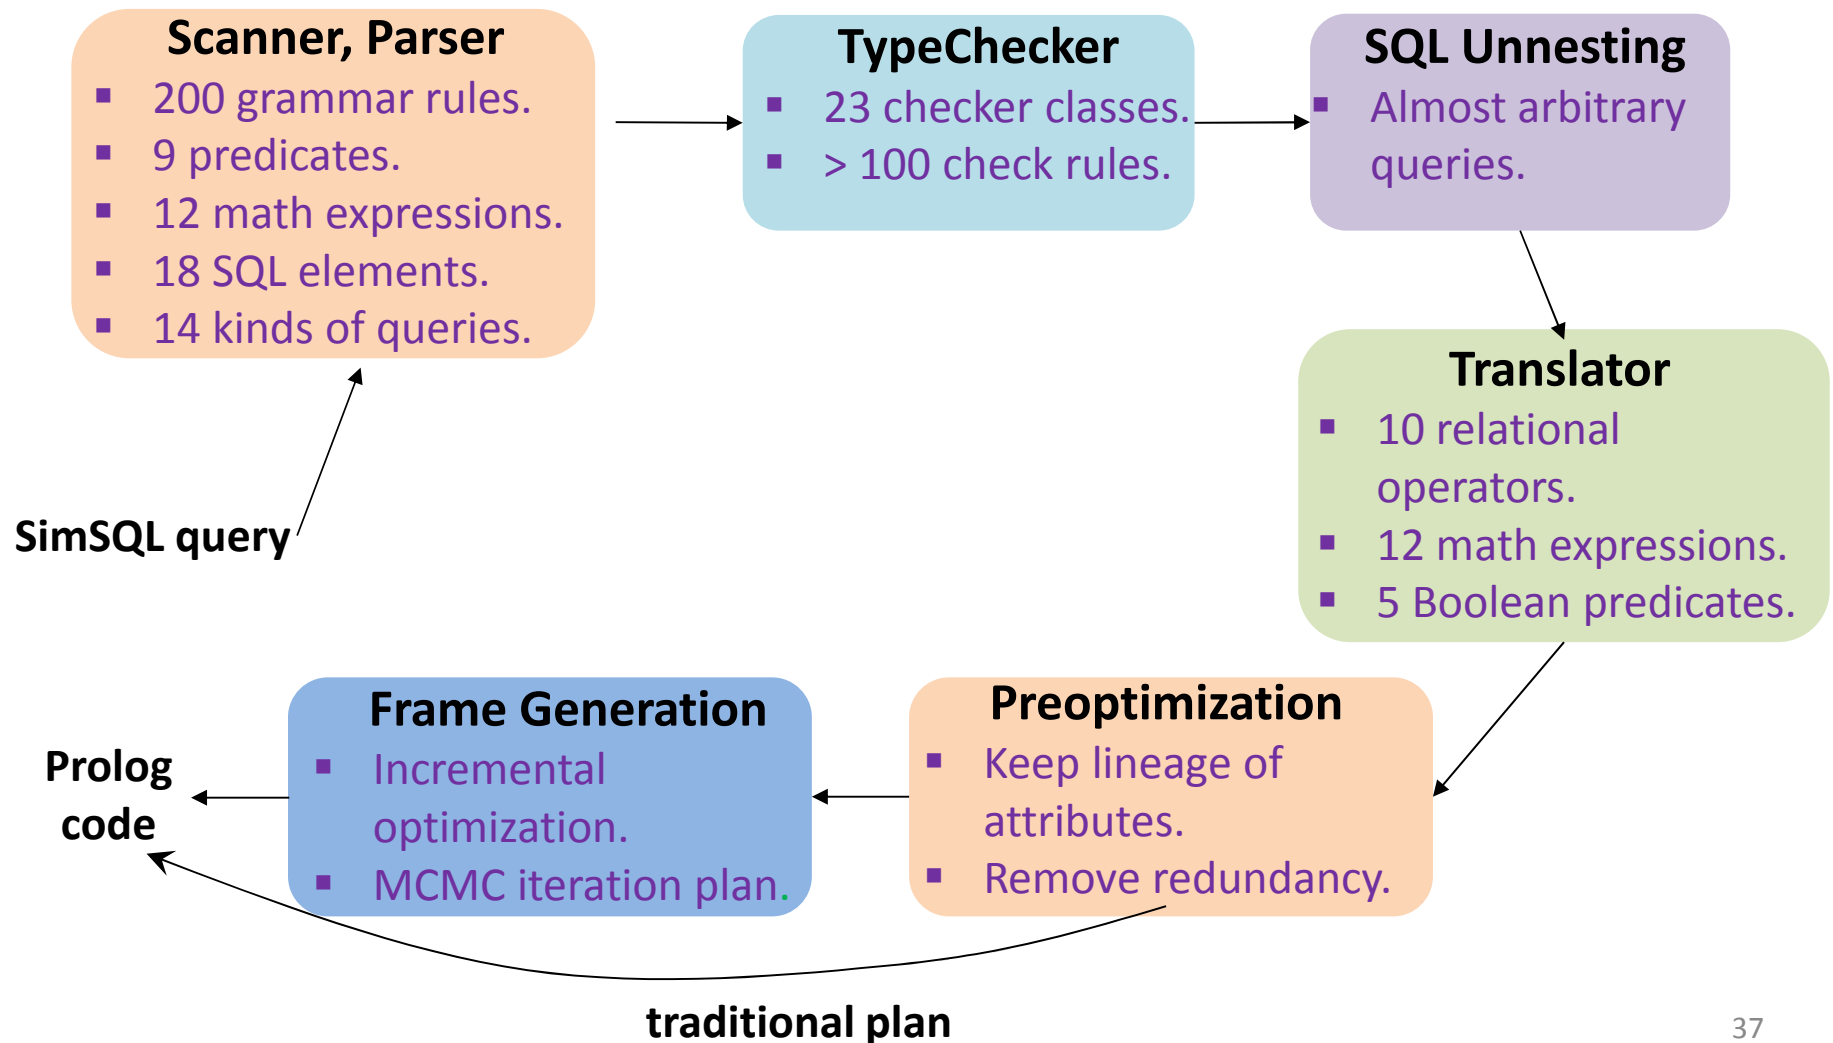 Scanner, Parser
▪ 200 grammar rules.
▪ 9 predicates.
▪ 12 math expressions.
▪ 18 SQL elements.
▪ 14 kinds of queries.
TypeChecker
▪ 23 checker classes.
▪ > 100 check rules.
SQL Unnesting
▪ Almost arbitrary
queries.
SimSQL query
Translator
▪ 10 relational
operators.
▪ 12 math expressions.
▪ 5 Boolean predicates.
Preoptimization
▪ Keep lineage of
attributes.
▪ Remove redundancy.
Frame Generation
▪ Incremental
optimization.
▪ MCMC iteration plan.
Prolog
code
traditional plan
37